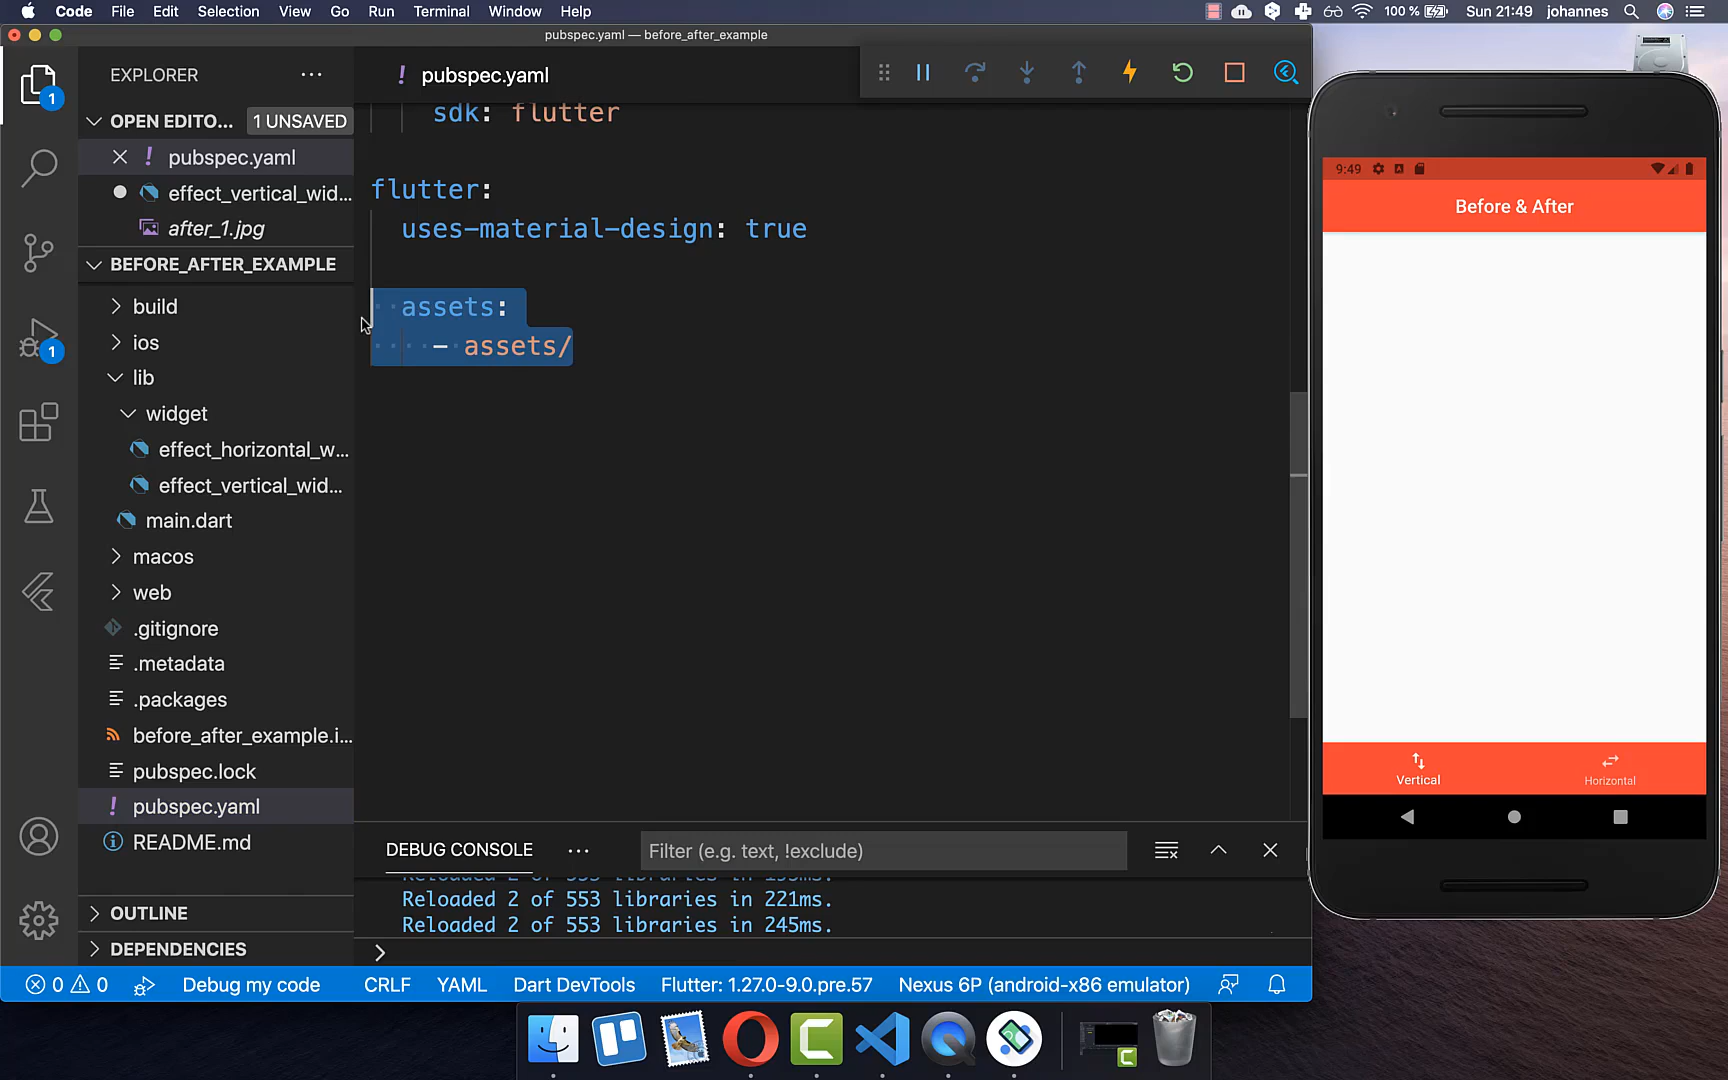 Code File Edit Selection View Go Run Terminal Window Help
100 % Sun 21:49 johannes
pubspec.yaml — before_after_example
EXPLORER
OPEN EDITO... 1 UNSAVED
! pubspec.yaml
effect_vertical_wid...
after_1.jpg
BEFORE_AFTER_EXAMPLE
build
ios
lib
widget
effect_horizontal_w...
effect_vertical_wid...
main.dart
macos
web
.gitignore
.metadata
.packages
before_after_example.i...
pubspec.lock
! pubspec.yaml
README.md
OUTLINE
DEPENDENCIES
1
1
! pubspec.yaml
sdk: flutter
flutter:
uses-material-design: true
assets:
- assets/
DEBUG CONSOLE
Filter (e.g. text, !exclude)
Reloaded 2 of 553 libraries in 221ms.
Reloaded 2 of 553 libraries in 245ms.
0 0 Debug my code CRLF YAML Dart DevTools Flutter: 1.27.0-9.0.pre.57 Nexus 6P (android-x86 emulator)
9:49
Before & After
Vertical
Horizontal